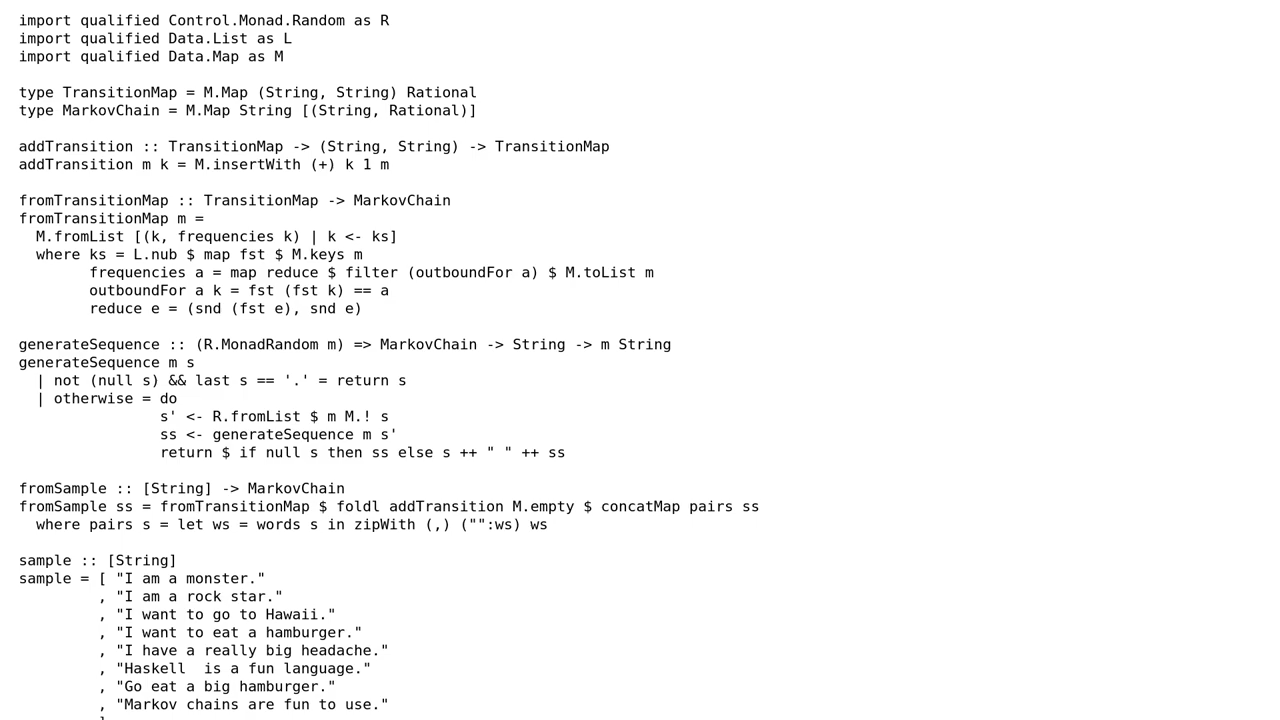 import qualified Control.Monad.Random as R
import qualified Data.List as L
import qualified Data.Map as M

type TransitionMap = M.Map (String, String) Rational
type MarkovChain = M.Map String [(String, Rational)]

addTransition :: TransitionMap -> (String, String) -> TransitionMap
addTransition m k = M.insertWith (+) k 1 m

fromTransitionMap :: TransitionMap -> MarkovChain
fromTransitionMap m =
  M.fromList [(k, frequencies k) | k <- ks]
  where ks = L.nub $ map fst $ M.keys m
        frequencies a = map reduce $ filter (outboundFor a) $ M.toList m
        outboundFor a k = fst (fst k) == a
        reduce e = (snd (fst e), snd e)

generateSequence :: (R.MonadRandom m) => MarkovChain -> String -> m String
generateSequence m s
  | not (null s) && last s == '.' = return s
  | otherwise = do
                s' <- R.fromList $ m M.! s
                ss <- generateSequence m s'
                return $ if null s then ss else s ++ " " ++ ss

fromSample :: [String] -> MarkovChain
fromSample ss = fromTransitionMap $ foldl addTransition M.empty $ concatMap pairs ss
  where pairs s = let ws = words s in zipWith (,) ("":ws) ws

sample :: [String]
sample = [ "I am a monster."
         , "I am a rock star."
         , "I want to go to Hawaii."
         , "I want to eat a hamburger."
         , "I have a really big headache."
         , "Haskell  is a fun language."
         , "Go eat a big hamburger."
         , "Markov chains are fun to use."
         ]